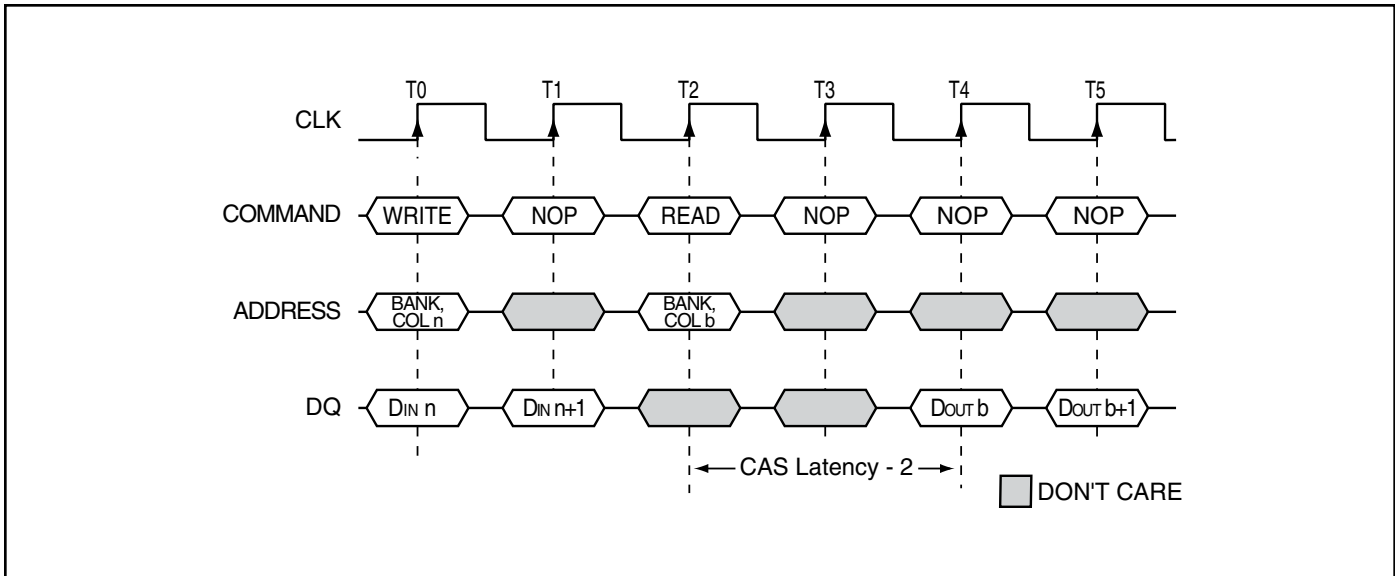 T0 T1 T2 T3 T4 T5
CLK
COMMAND WRITE NOP READ NOP NOP NOP
ADDRESS BANK, COL n BANK, COL b
DQ DIN n DIN n+1 DOUT b DOUT b+1
CAS Latency - 2
DON'T CARE